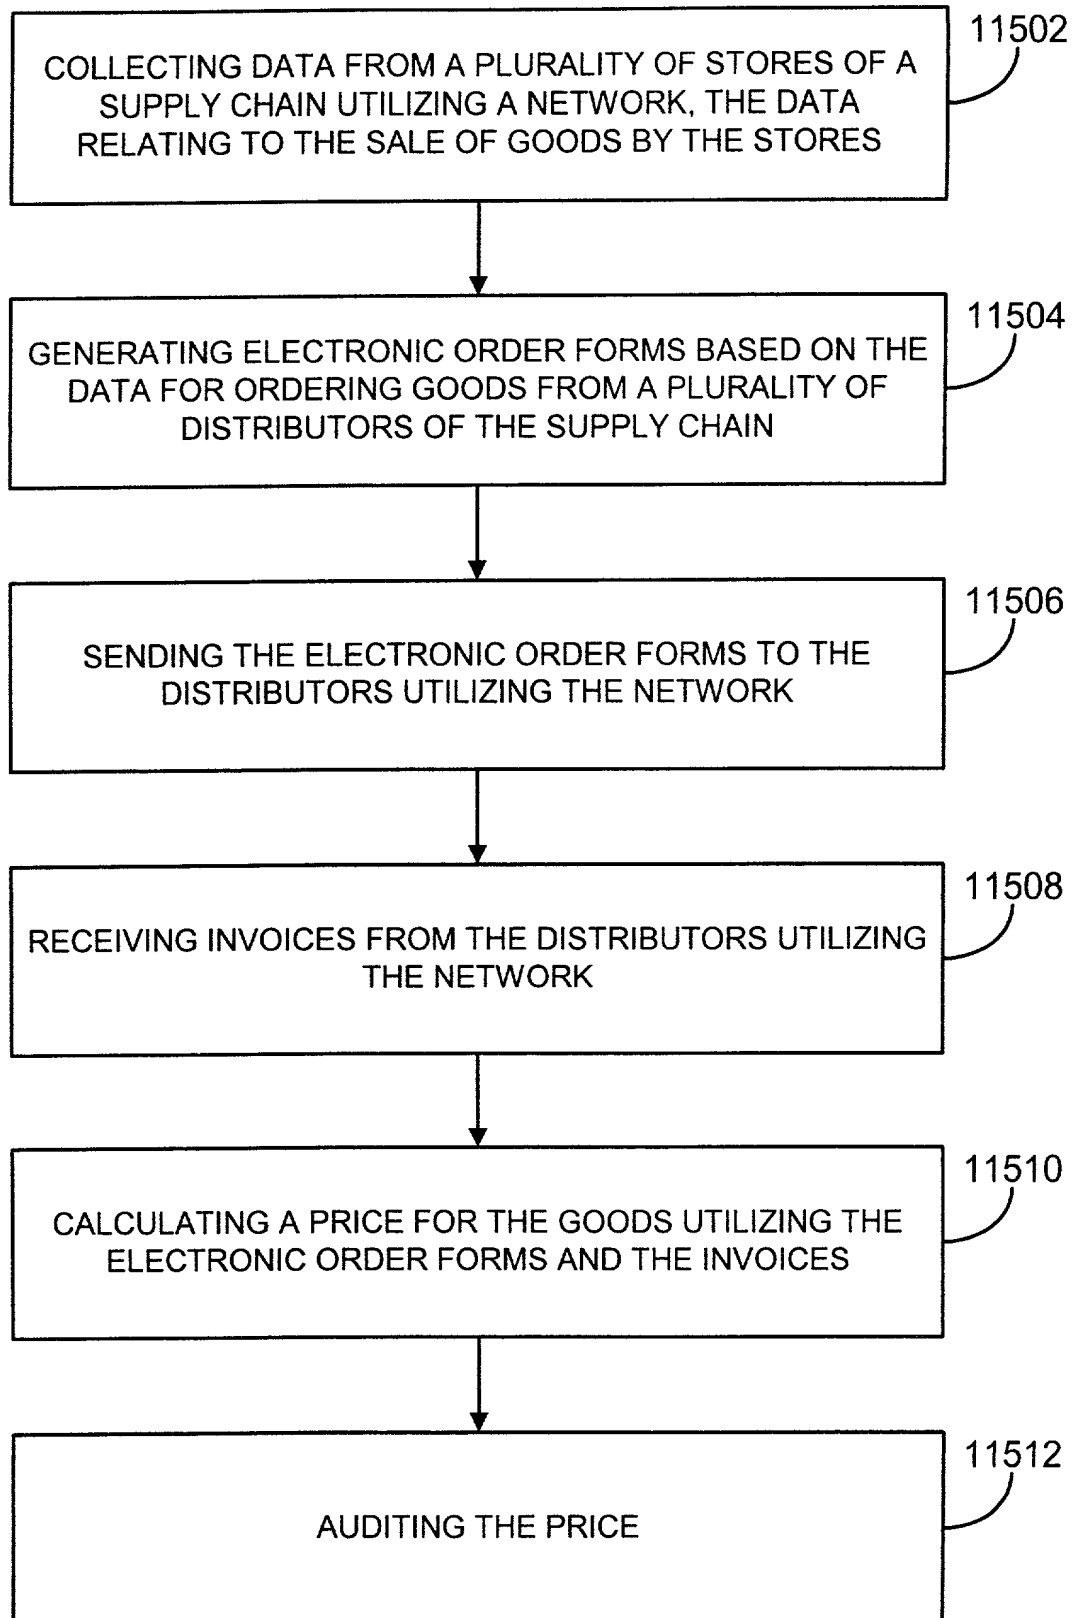 11502
COLLECTING DATA FROM A PLURALITY OF STORES OF A
SUPPLY CHAIN UTILIZING A NETWORK, THE DATA
RELATING TO THE SALE OF GOODS BY THE STORES
11504
GENERATING ELECTRONIC ORDER FORMS BASED ON THE
DATA FOR ORDERING GOODS FROM A PLURALITY OF
DISTRIBUTORS OF THE SUPPLY CHAIN
11506
SENDING THE ELECTRONIC ORDER FORMS TO THE
DISTRIBUTORS UTILIZING THE NETWORK
11508
RECEIVING INVOICES FROM THE DISTRIBUTORS UTILIZING
THE NETWORK
11510
CALCULATING A PRICE FOR THE GOODS UTILIZING THE
ELECTRONIC ORDER FORMS AND THE INVOICES
11512
AUDITING THE PRICE